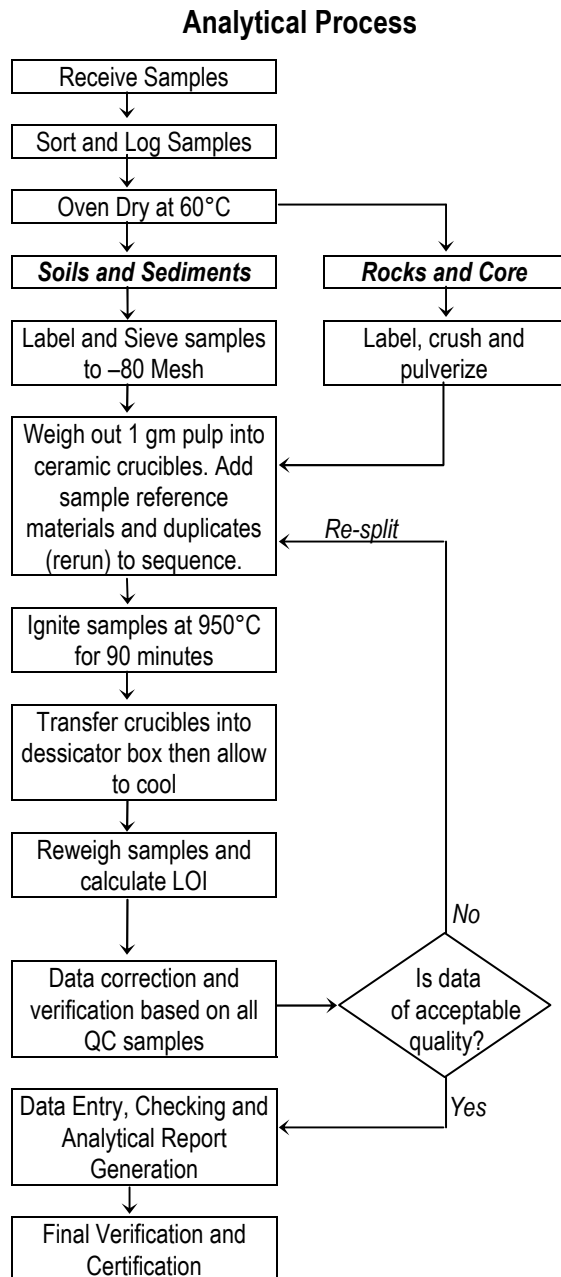 Analytical Process
Receive Samples
Sort and Log Samples
Oven Dry at 60°C
Soils and Sediments
Rocks and Core
Label and Sieve samples
to –80 Mesh
Label, crush and
pulverize
Weigh out 1 gm pulp into
ceramic crucibles. Add
sample reference
materials and duplicates
(rerun) to sequence.
Re-split
Ignite samples at 950°C
for 90 minutes
Transfer crucibles into
dessicator box then allow
to cool
Reweigh samples and
calculate LOI
No
Data correction and
verification based on all
QC samples
Is data
of acceptable
quality?
Yes
Data Entry, Checking and
Analytical Report
Generation
Final Verification and
Certification